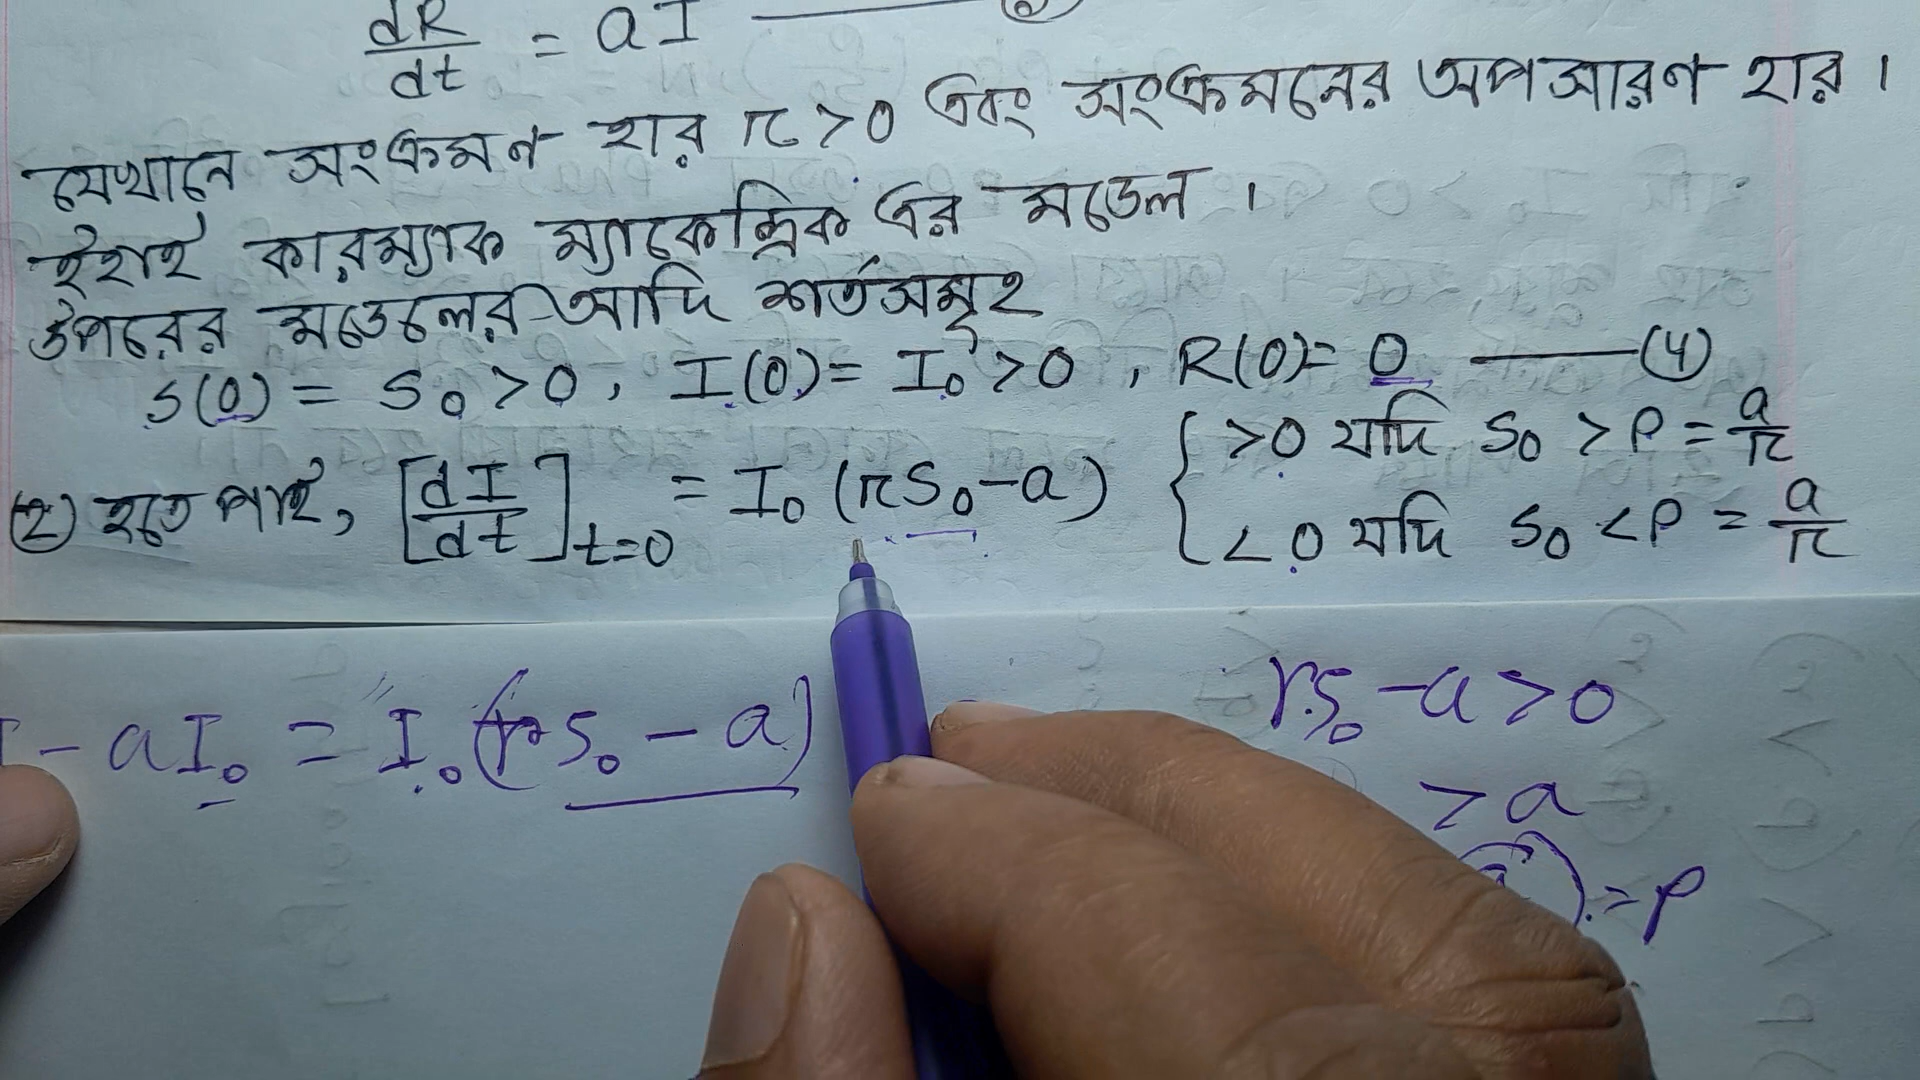 dR/dt = aI ———
যেখানে সংক্রমন হার r > 0 এবং সংক্রমনের অপসারণ হার।
ইহাই কারম্যাক ম্যাকেন্দ্রিক এর মডেল।
উপরের মডেলের আদি শর্তসমূহ
S(0) = S₀ > 0, I(0) = I₀ > 0, R(0) = 0 ——— (4)
(2) হতে পাই, [dI/dt]t=0 = I₀ (rS₀ - a) { > 0 যদি S₀ > ρ = a/r
< 0 যদি S₀ < ρ = a/r
- aI₀ = I₀ (rS₀ - a)
rS₀ - a > 0
> a
= ρ